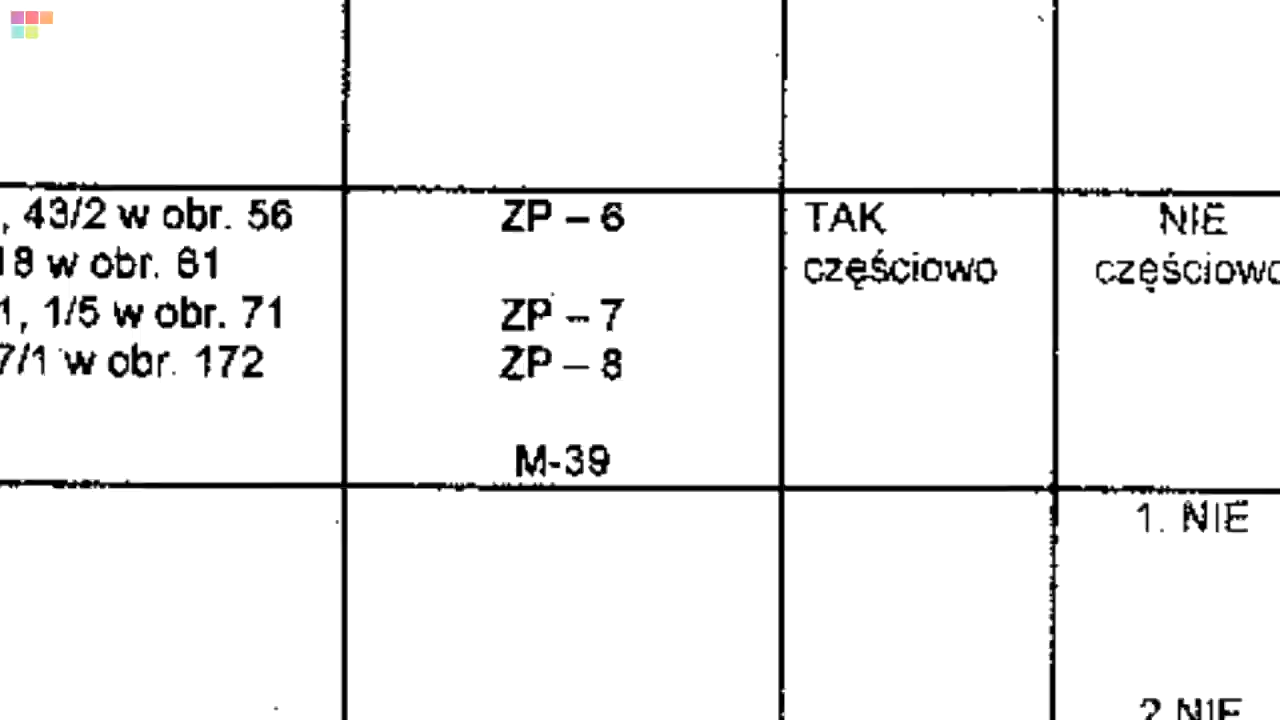 , 43/2 w obr. 56
18 w obr. 61
1, 1/5 w obr. 71
7/1 w obr. 172
ZP – 6
ZP – 7
ZP – 8
M-39
TAK
częściowo
NIE
częściowo
1. NIE
2 NIE